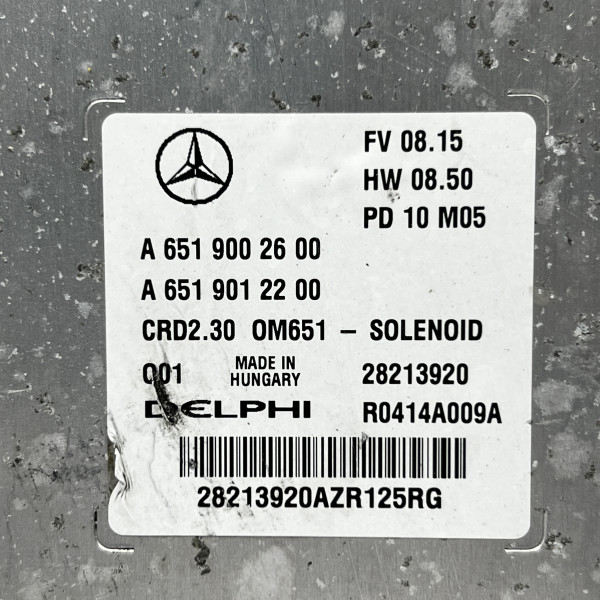 FV 08.15
HW 08.50
PD 10 M05
A 651 900 26 00
A 651 901 22 00
CRD2.30 OM651 – SOLENOID
001 MADE IN HUNGARY 28213920
DELPHI R0414A009A
28213920AZR125RG